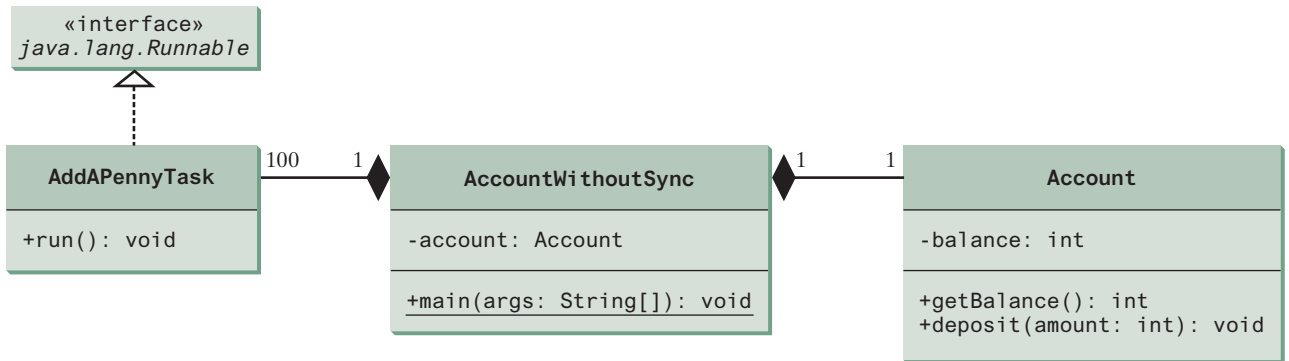 «interface»
java.lang.Runnable
AddAPennyTask
+run(): void
100
1
AccountWithoutSync
-account: Account
+main(args: String[]): void
1
1
Account
-balance: int
+getBalance(): int
+deposit(amount: int): void